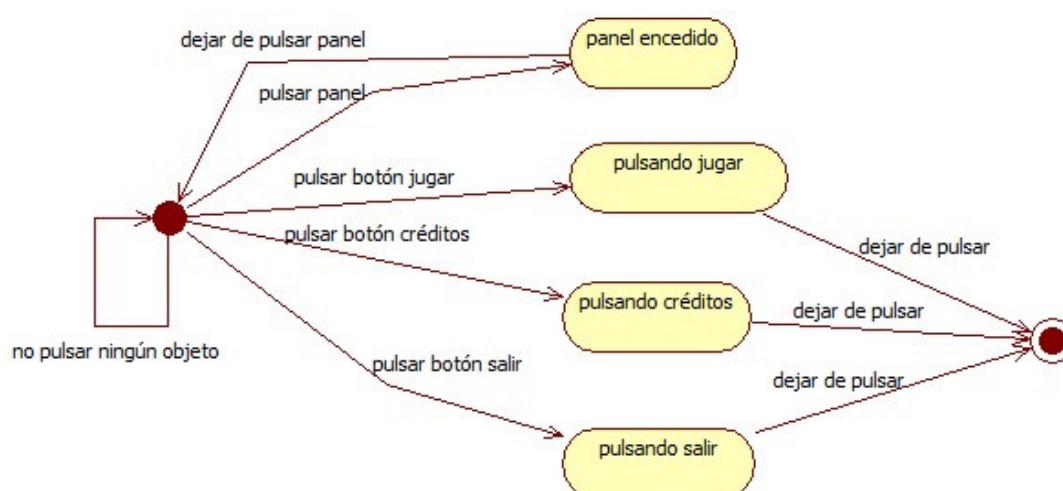 panel encedido
dejar de pulsar panel
pulsar panel
pulsando jugar
pulsar botón jugar
pulsar botón créditos
dejar de pulsar
pulsando créditos
dejar de pulsar
no pulsar ningún objeto
pulsar botón salir
dejar de pulsar
pulsando salir